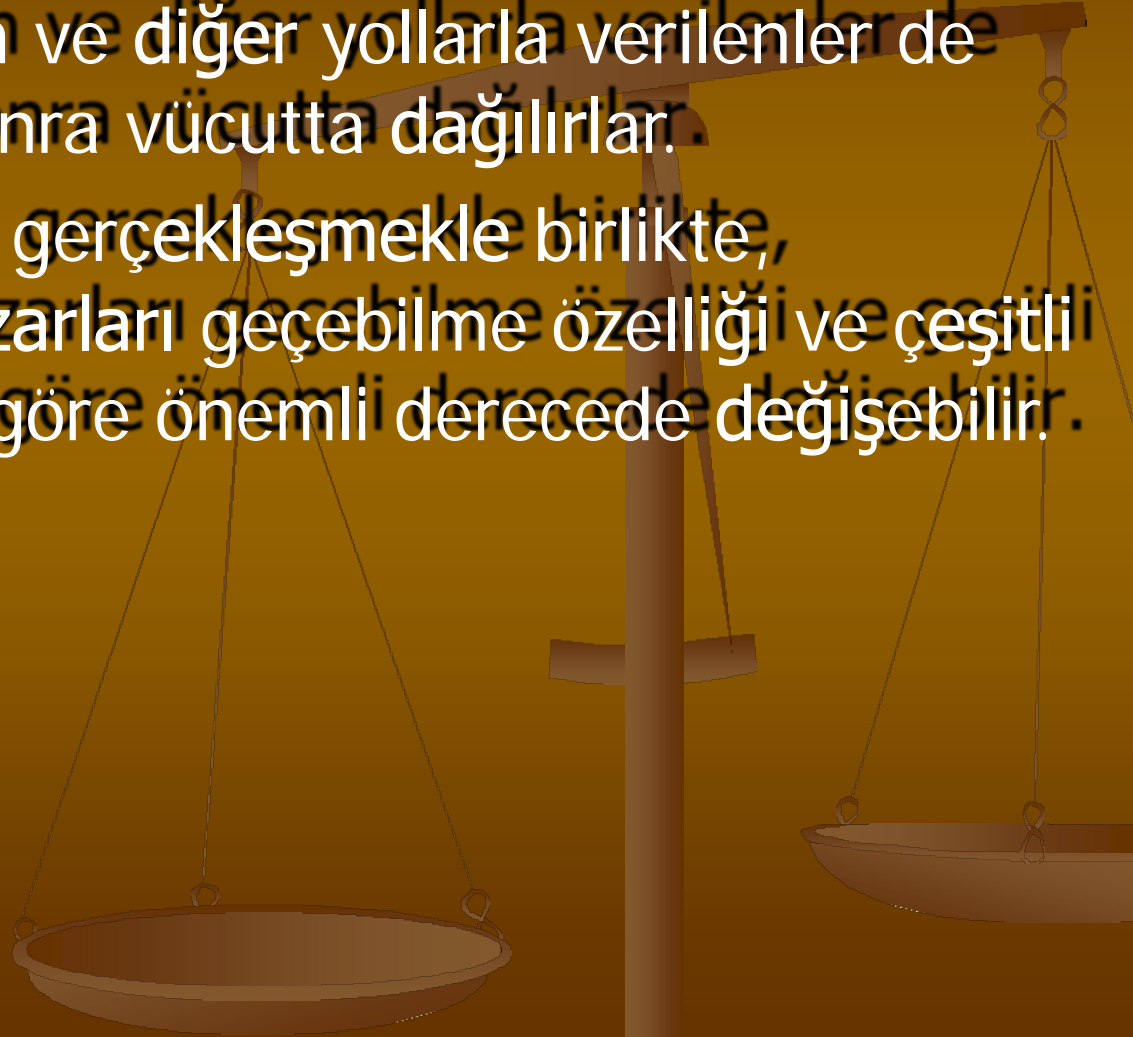 ve diğer yollarla verilenler de
nra vücutta dağılırlar.
gerçekleşmekle birlikte,
zarları geçebilme özelliği ve çeşitli
göre önemli derecede değişebilir.